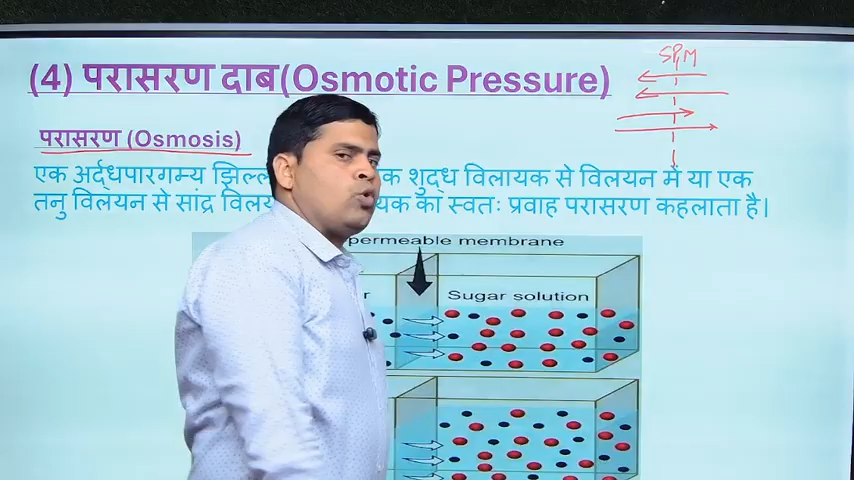 (4) परासरण दाब(Osmotic Pressure)
SPM
परासरण (Osmosis)
एक अर्द्धपारगम्य झिल्ल क शुद्ध विलायक से विलयन में या एक
तनु विलयन से सांद्र विलय यक का स्वतः प्रवाह परासरण कहलाता है।
permeable membrane
r Sugar solution